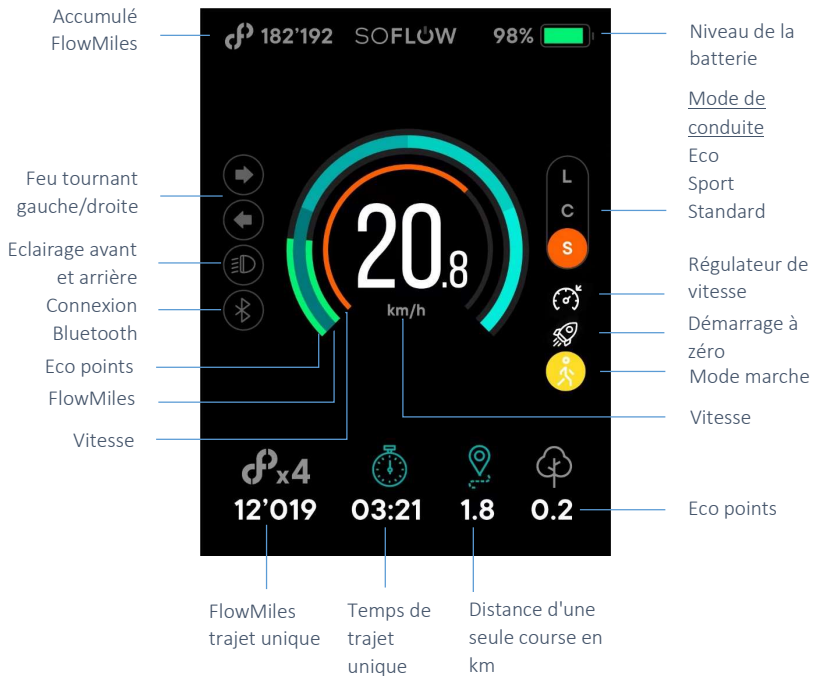 Accumulé
FlowMiles
182'192
SOFLOW
98%
Niveau de la
batterie
Mode de
conduite
Eco
Sport
Standard
Feu tournant
gauche/droite
L
C
S
20.8
km/h
Eclairage avant
et arrière
Régulateur de
vitesse
Connexion
Bluetooth
Démarrage à
zéro
Eco points
Mode marche
FlowMiles
Vitesse
Vitesse
x4
12'019
03:21
1.8
0.2
Eco points
FlowMiles
trajet unique
Temps de
trajet
unique
Distance d'une
seule course en
km